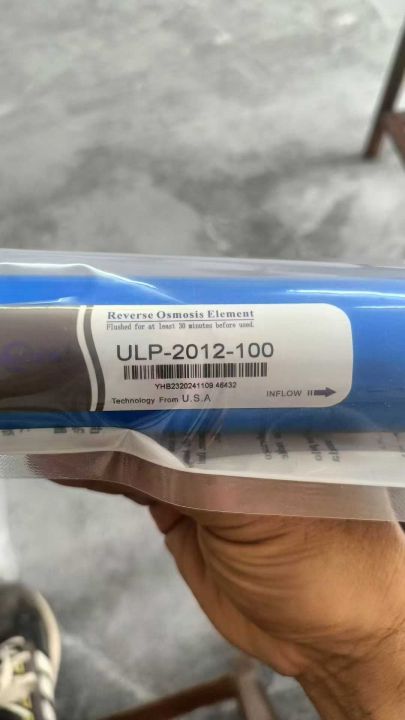 Reverse Osmosis Element
Flushed for at least 30 minutes before used.
ULP-2012-100
YHB2320241109 46432
Technology From U.S.A
INFLOW